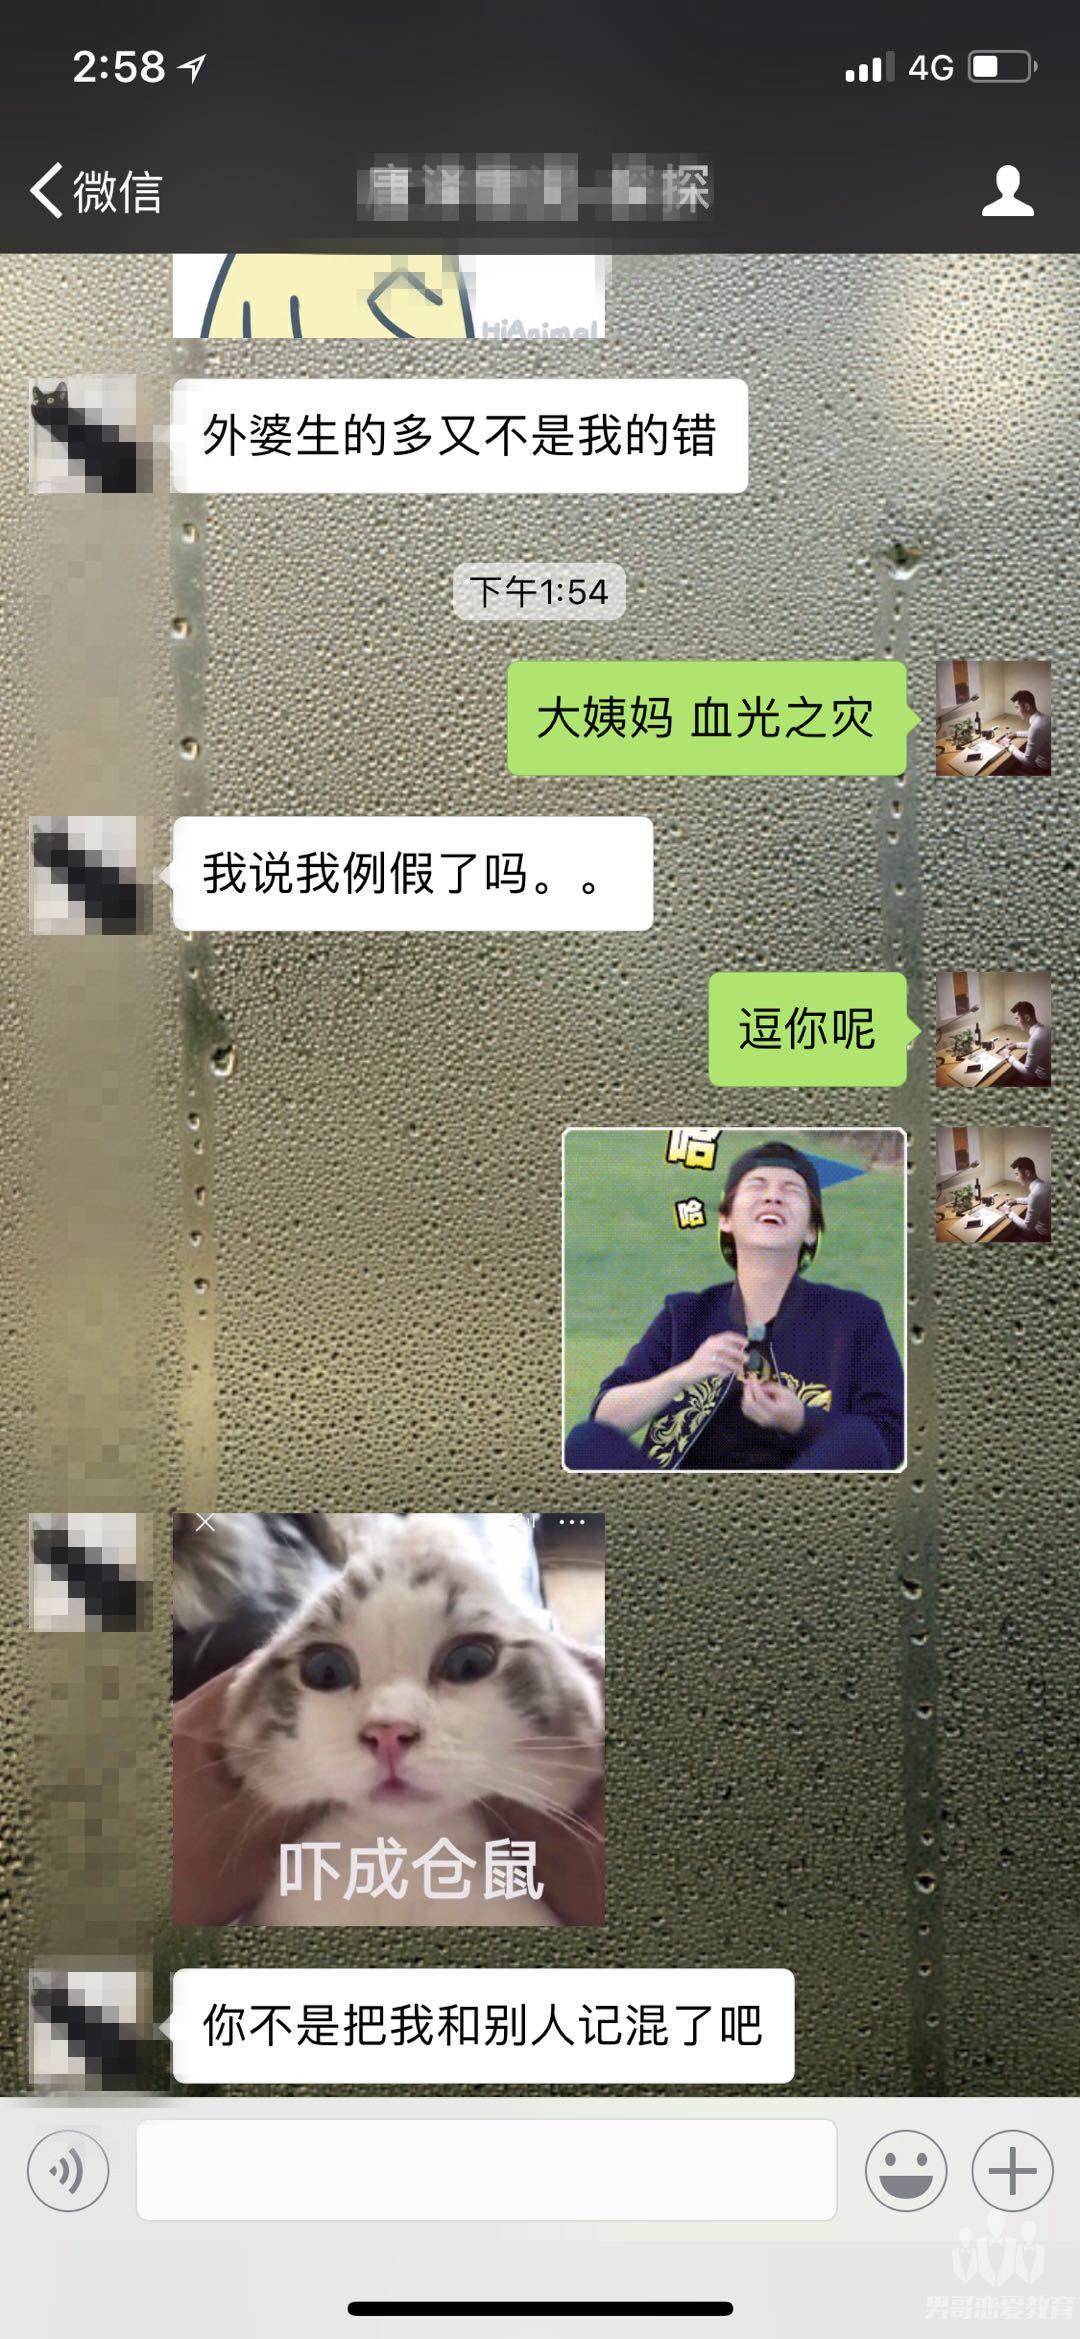 2:58
4G
微信
探
HiAnimal
外婆生的多又不是我的错
下午1:54
大姨妈 血光之灾
我说我例假了吗。。
逗你呢
哈
哈
吓成仓鼠
你不是把我和别人记混了吧
男哥恋爱教育